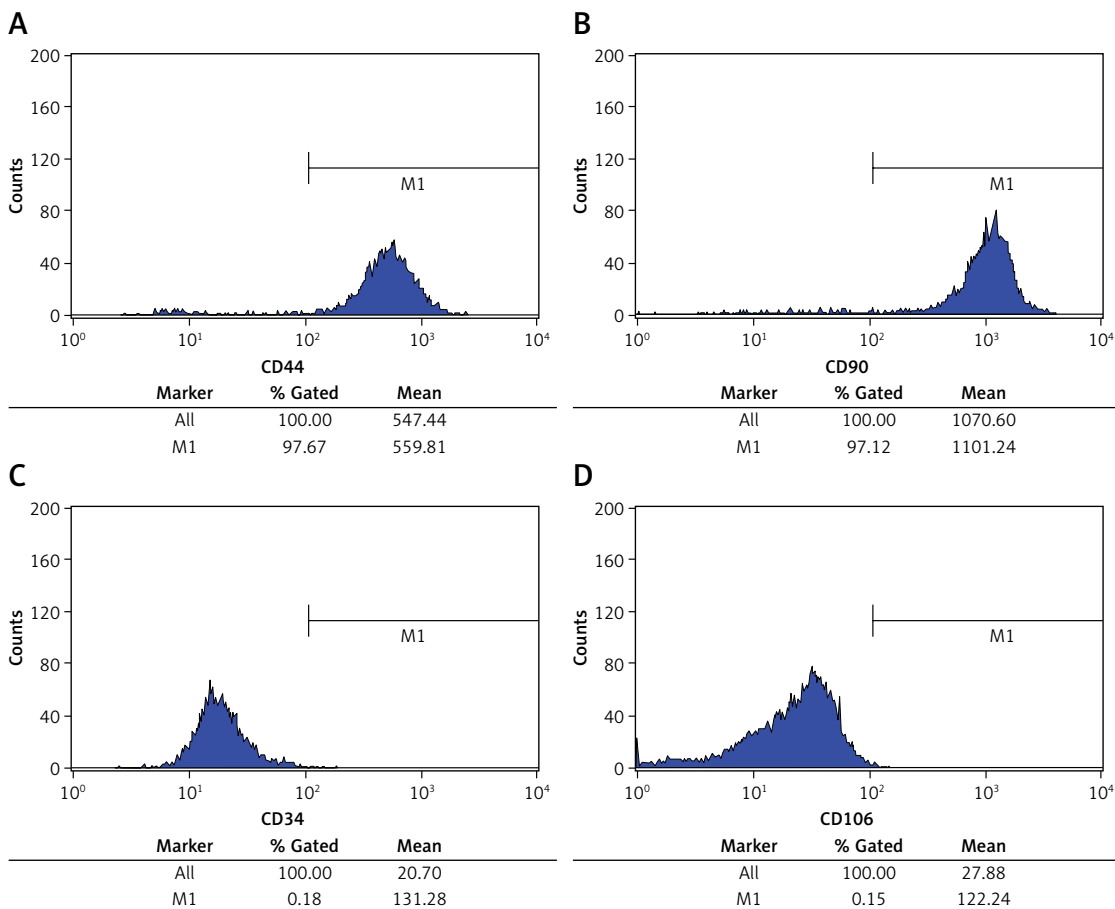 A
Counts
200
160
120
80
40
0
M1
10⁰ 10¹ 10² 10³ 10⁴
CD44
Marker % Gated Mean
All 100.00 547.44
M1 97.67 559.81
B
Counts
200
160
120
80
40
0
M1
10⁰ 10¹ 10² 10³ 10⁴
CD90
Marker % Gated Mean
All 100.00 1070.60
M1 97.12 1101.24
C
Counts
200
160
120
80
40
0
M1
10⁰ 10¹ 10² 10³ 10⁴
CD34
Marker % Gated Mean
All 100.00 20.70
M1 0.18 131.28
D
Counts
200
160
120
80
40
0
M1
10⁰ 10¹ 10² 10³ 10⁴
CD106
Marker % Gated Mean
All 100.00 27.88
M1 0.15 122.24